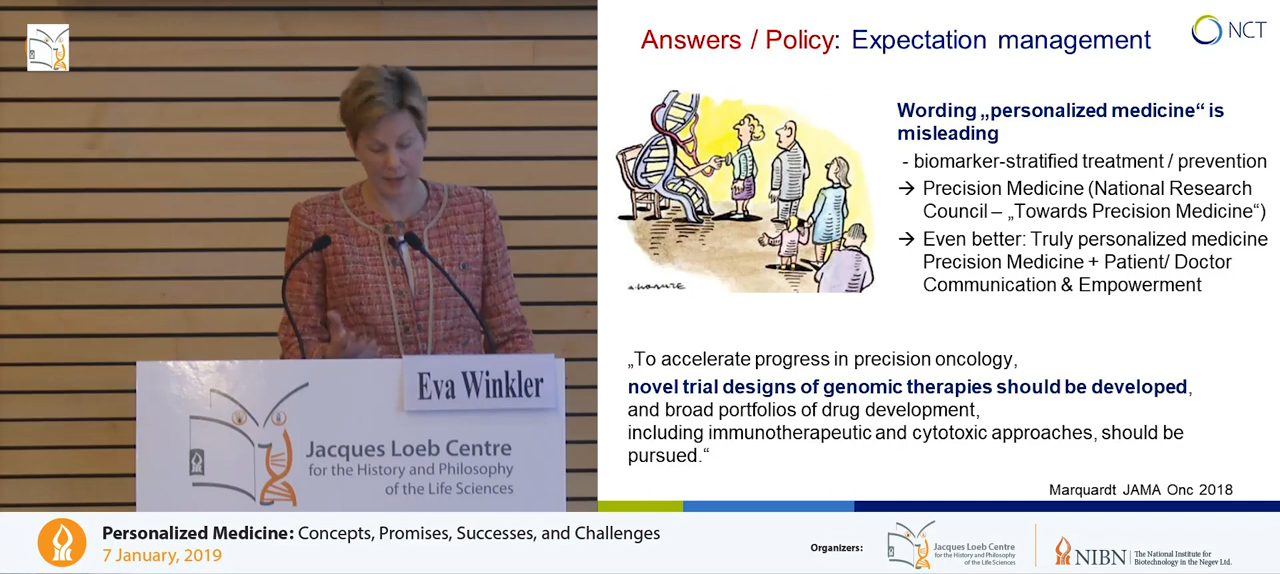 Answers / Policy: Expectation management
NCT
Wording „personalized medicine“ is
misleading
- biomarker-stratified treatment / prevention
→ Precision Medicine (National Research
Council – „Towards Precision Medicine“)
→ Even better: Truly personalized medicine
Precision Medicine + Patient/ Doctor
Communication & Empowerment
„To accelerate progress in precision oncology,
novel trial designs of genomic therapies should be developed,
and broad portfolios of drug development,
including immunotherapeutic and cytotoxic approaches, should be
pursued.“
Marquardt JAMA Onc 2018
Eva Winkler
Jacques Loeb Centre
for the History and Philosophy
of the Life Sciences
Personalized Medicine: Concepts, Promises, Successes, and Challenges
7 January, 2019
Organizers:
Jacques Loeb Centre
for the History and Philosophy
of the Life Sciences
NIBN
The National Institute for
Biotechnology in the Negev Ltd.